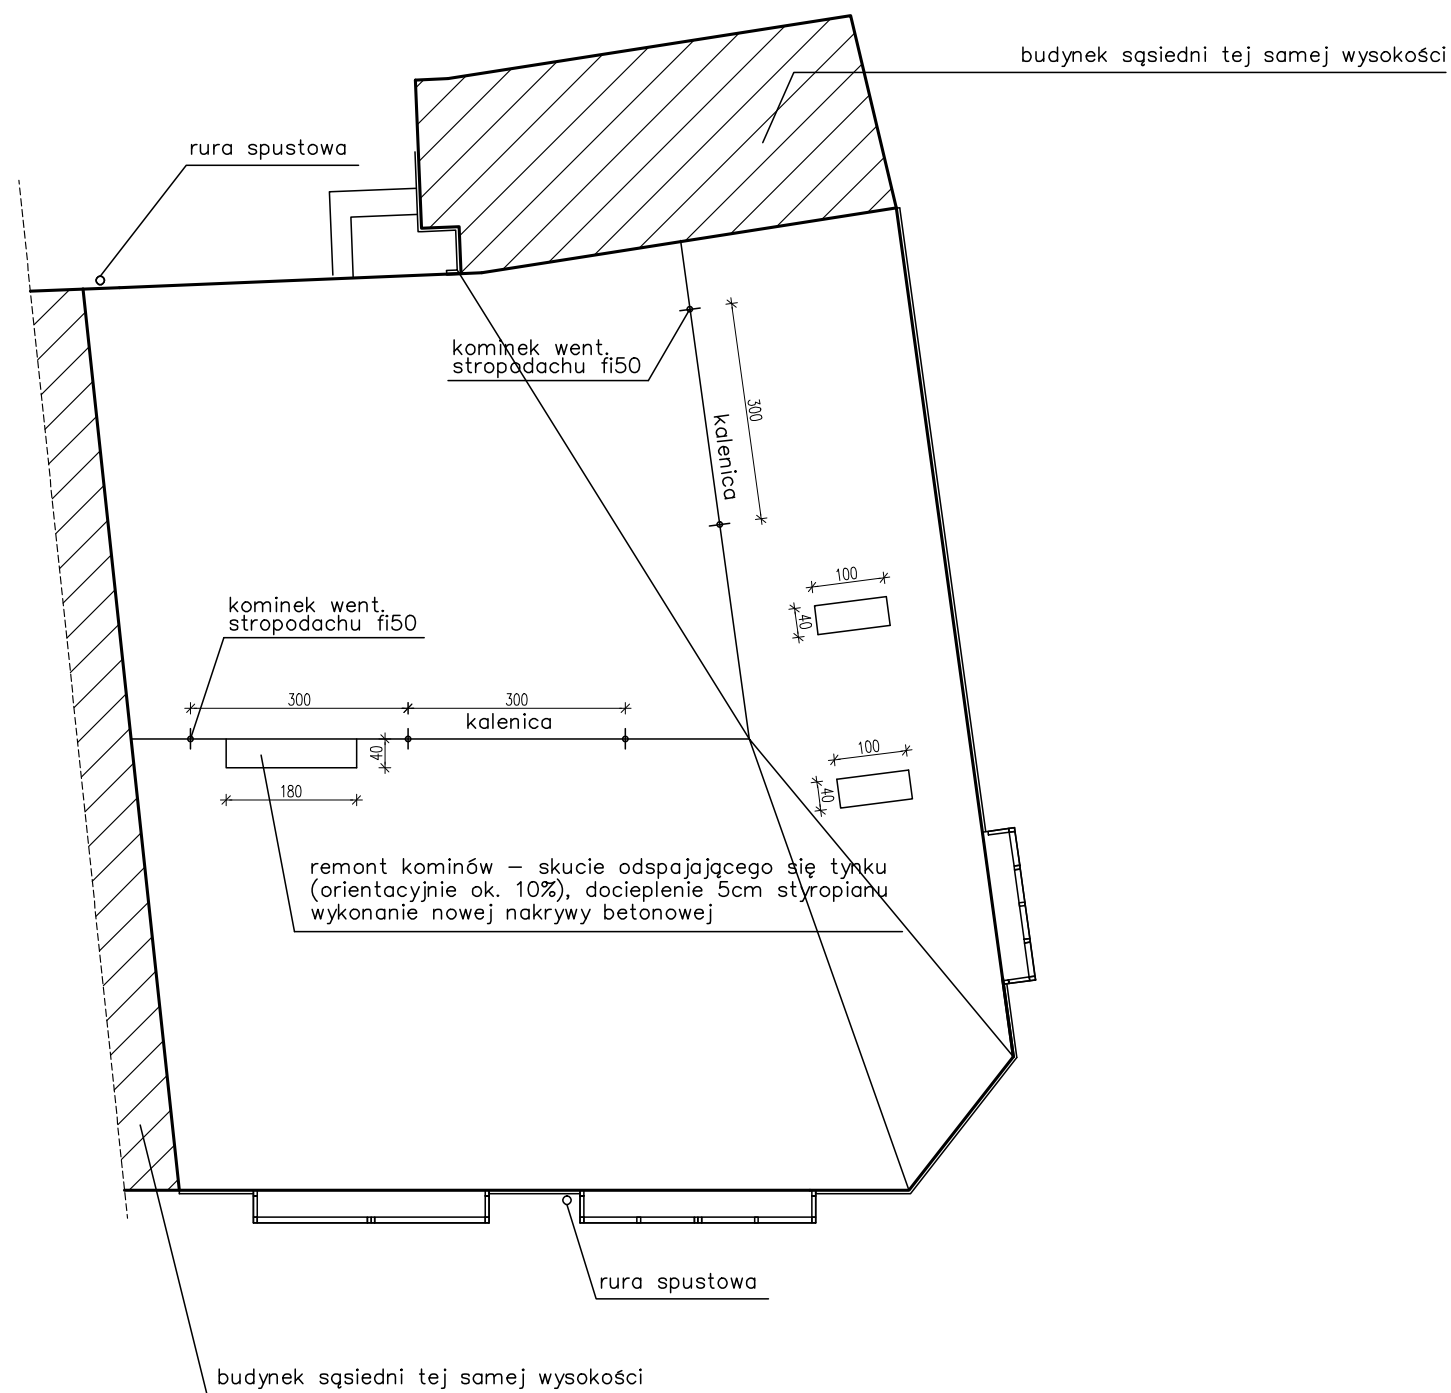 budynek sąsiedni tej samej wysokości
rura spustowa
kominek went.
stropodachu fi50
300
kalenica
100
40
kominek went.
stropodachu fi50
300
300
kalenica
40
180
100
40
remont kominów – skucie odspajającego się tynku
(orientacyjnie ok. 10%), docieplenie 5cm styropianu
wykonanie nowej nakrywy betonowej
rura spustowa
budynek sąsiedni tej samej wysokości